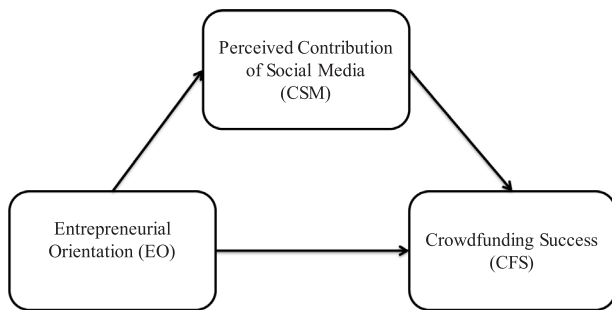 Perceived Contribution
of Social Media
(CSM)
Entrepreneurial
Orientation (EO)
Crowdfunding Success
(CFS)